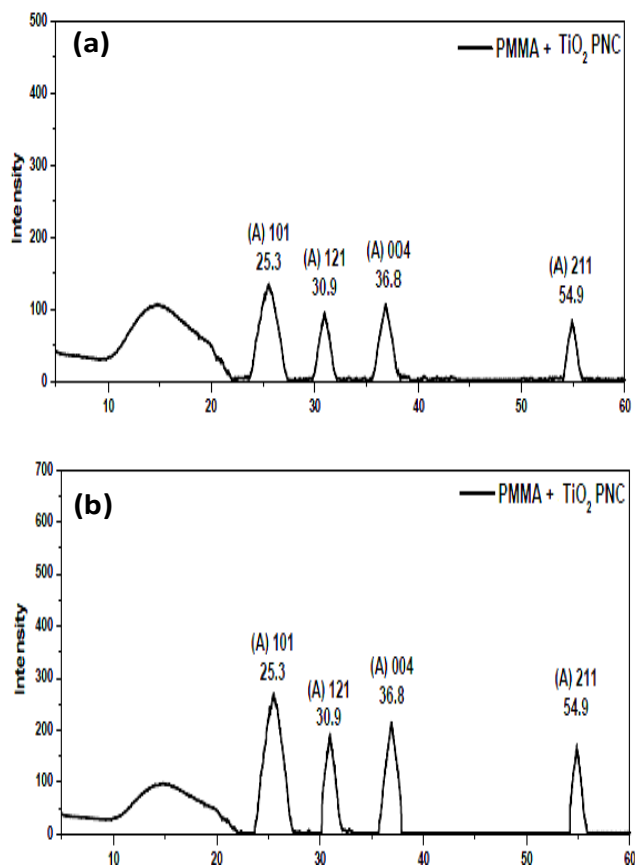 (a)
PMMA + TiO2 PNC
500
400
300
200
100
0
Intensity
(A) 101
25.3
(A) 121
30.9
(A) 004
36.8
(A) 211
54.9
10 20 30 40 50 60
(b)
PMMA + TiO2 PNC
700
600
500
400
300
200
100
0
Intensity
(A) 101
25.3
(A) 121
30.9
(A) 004
36.8
(A) 211
54.9
10 20 30 40 50 60